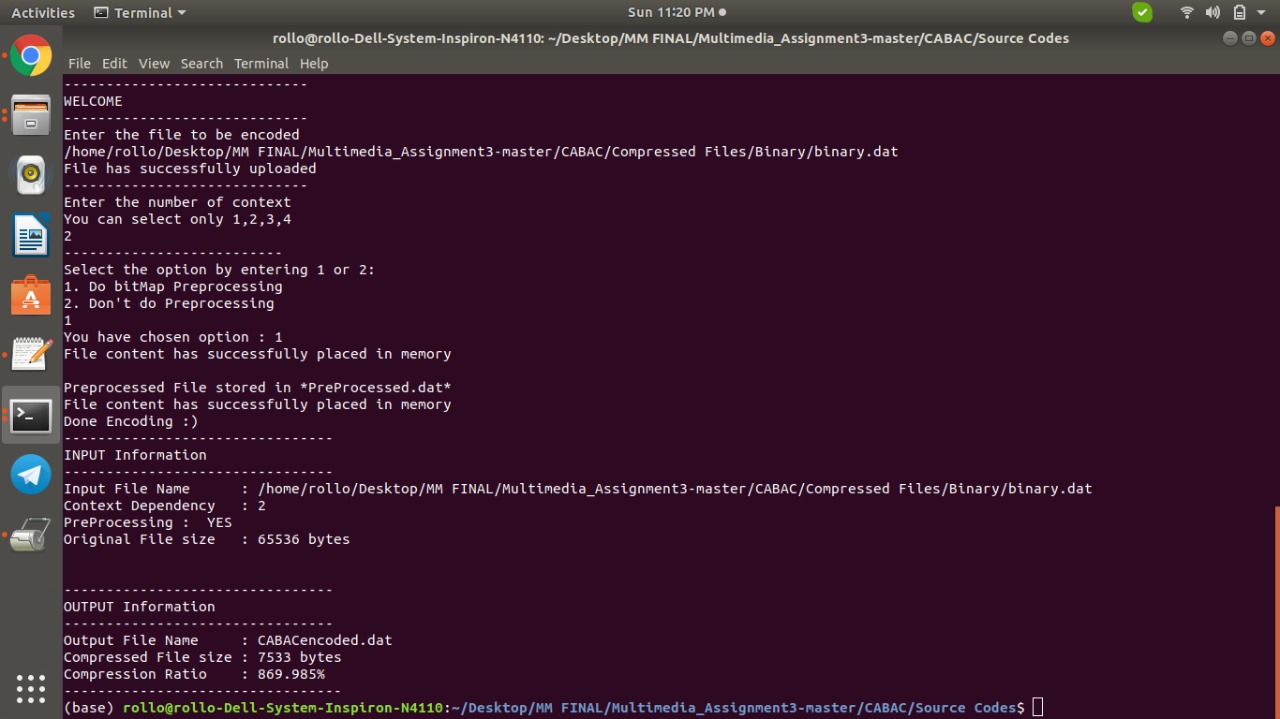 Activities Terminal Sun 11:20 PM
rollo@rollo-Dell-System-Inspiron-N4110: ~/Desktop/MM FINAL/Multimedia_Assignment3-master/CABAC/Source Codes
File Edit View Search Terminal Help
-----------------------------
WELCOME
-----------------------------
Enter the file to be encoded
/home/rollo/Desktop/MM FINAL/Multimedia_Assignment3-master/CABAC/Compressed Files/Binary/binary.dat
File has successfully uploaded
-----------------------------
Enter the number of context
You can select only 1,2,3,4
2
--------------------------
Select the option by entering 1 or 2:
1. Do bitMap Preprocessing
2. Don't do Preprocessing
1
You have chosen option : 1
File content has successfully placed in memory
Preprocessed File stored in *PreProcessed.dat*
File content has successfully placed in memory
Done Encoding :)
--------------------------------
INPUT Information
--------------------------------
Input File Name      : /home/rollo/Desktop/MM FINAL/Multimedia_Assignment3-master/CABAC/Compressed Files/Binary/binary.dat
Context Dependency   : 2
PreProcessing :  YES
Original File size   : 65536 bytes
--------------------------------
OUTPUT Information
--------------------------------
Output File Name     : CABACencoded.dat
Compressed File size : 7533 bytes
Compression Ratio    : 869.985%
---------------------------------
(base) rollo@rollo-Dell-System-Inspiron-N4110:~/Desktop/MM FINAL/Multimedia_Assignment3-master/CABAC/Source Codes$